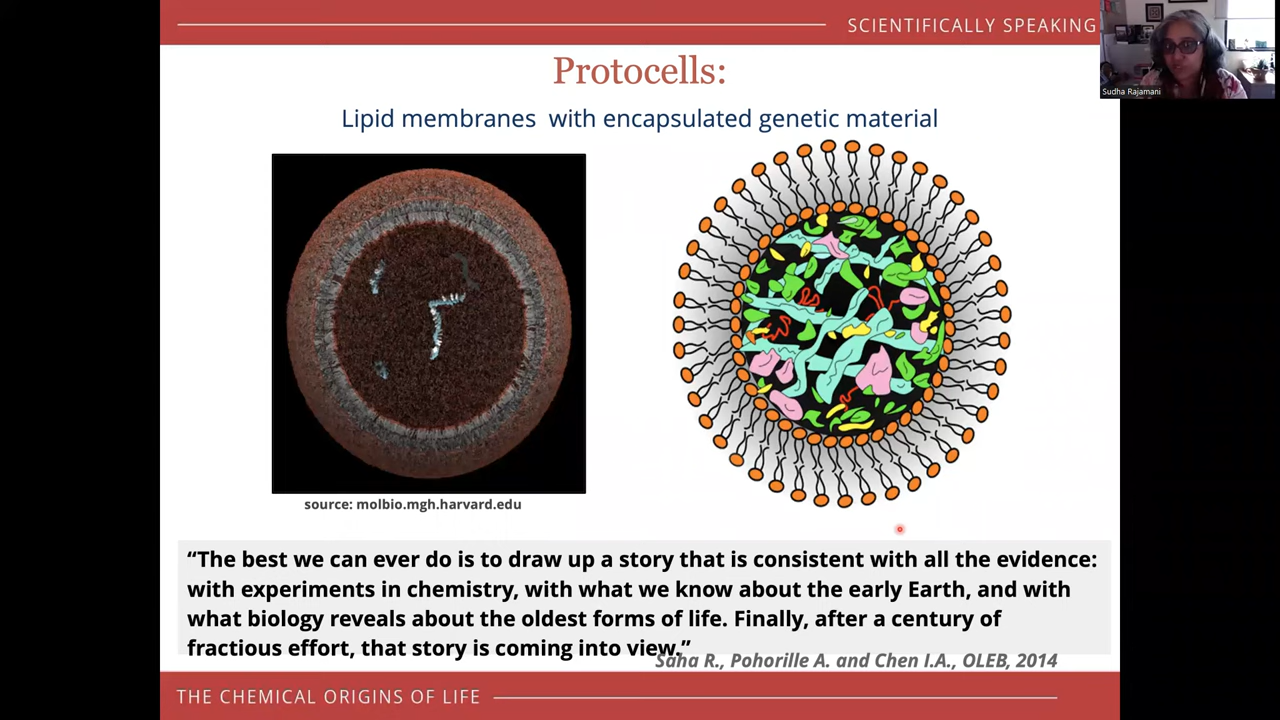 SCIENTIFICALLY SPEAKING
Sudha Rajamani
Protocells:
Lipid membranes with encapsulated genetic material
source: molbio.mgh.harvard.edu
“The best we can ever do is to draw up a story that is consistent with all the evidence:
with experiments in chemistry, with what we know about the early Earth, and with
what biology reveals about the oldest forms of life. Finally, after a century of
fractious effort, that story is coming into view.”
Saha R., Pohorille A. and Chen I.A., OLEB, 2014
THE CHEMICAL ORIGINS OF LIFE